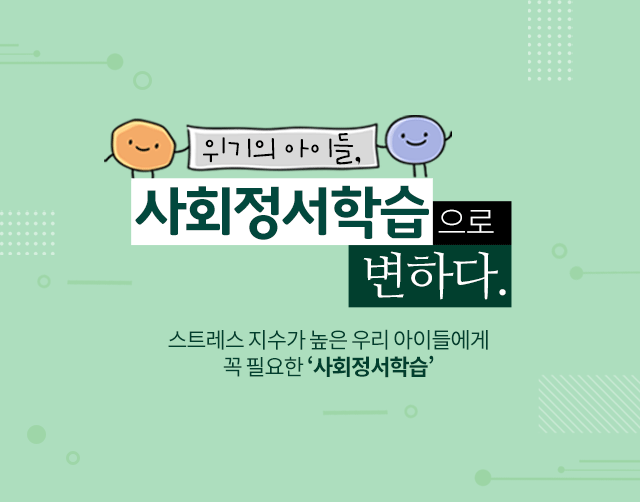 위기의 아이들,
사회정서학습으로
변하다.
스트레스 지수가 높은 우리 아이들에게
꼭 필요한 ‘사회정서학습’